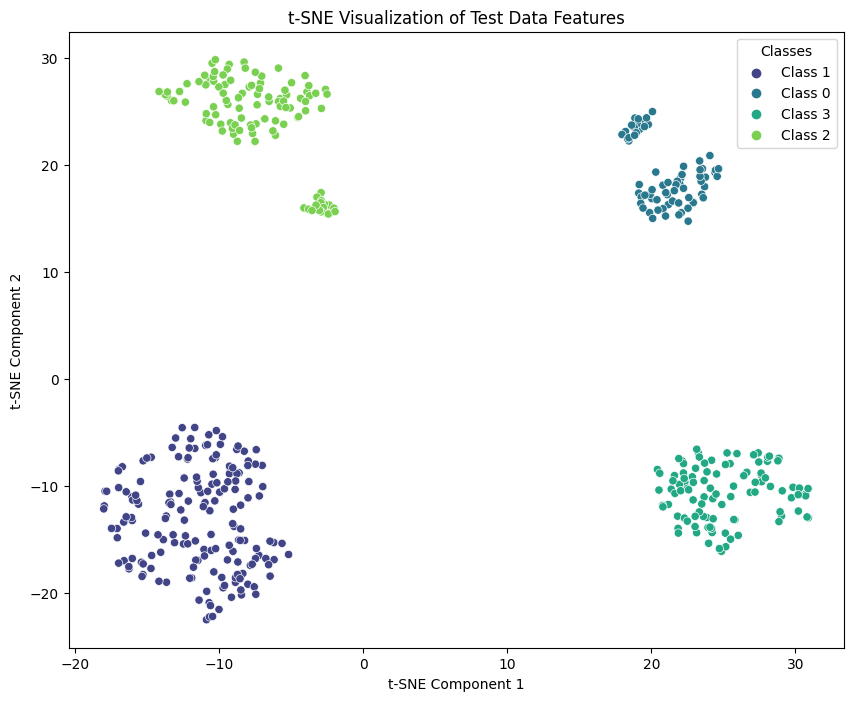 t-SNE Visualization of Test Data Features
Classes
Class 1
Class 0
Class 3
Class 2
30
20
10
0
−10
−20
t-SNE Component 2
−20
−10
0
10
20
30
t-SNE Component 1